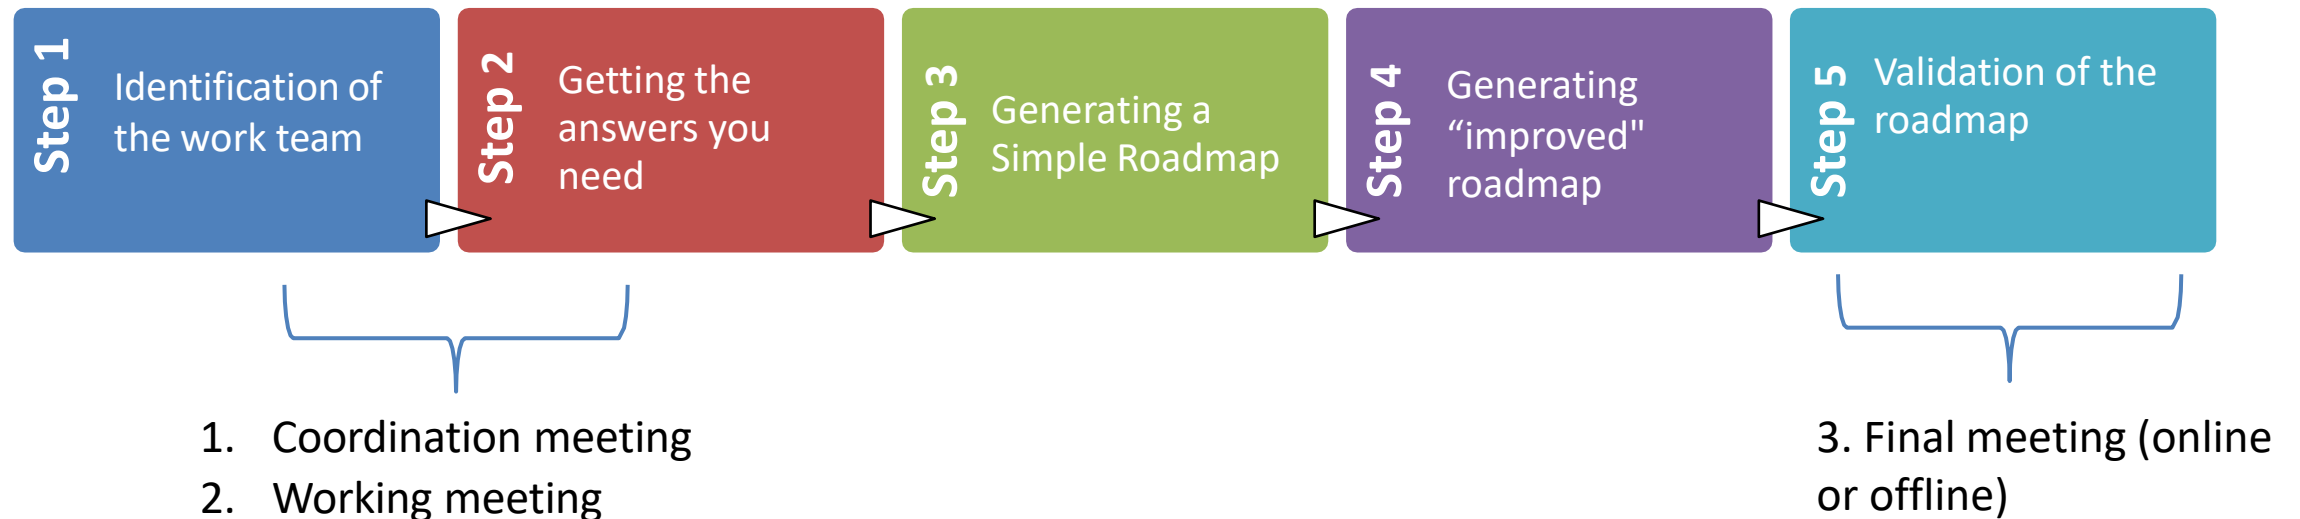 Step 1
Identification of
the work team
Step 2
Getting the
answers you
need
Step 3
Generating a
Simple Roadmap
Step 4
Generating
“improved"
roadmap
Step 5
Validation of the
roadmap
1. Coordination meeting
2. Working meeting
3. Final meeting (online
or offline)